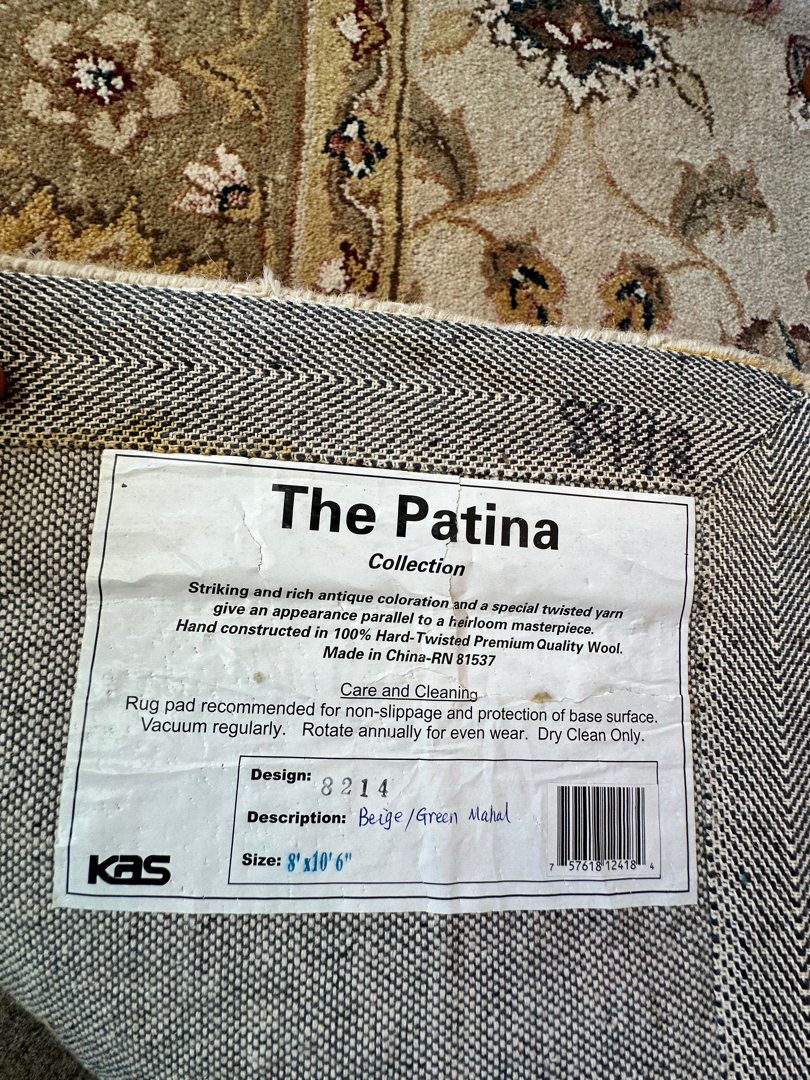 8448
The Patina
Collection
Striking and rich antique coloration and a special twisted yarn
give an appearance parallel to a heirloom masterpiece.
Hand constructed in 100% Hard-Twisted Premium Quality Wool.
Made in China-RN 81537
Care and Cleaning
Rug pad recommended for non-slippage and protection of base surface.
Vacuum regularly. Rotate annually for even wear. Dry Clean Only.
Design: 8214
Description: Beige/Green Mahal
Size: 8'x10'6"
7 57618 12418 4
Kas